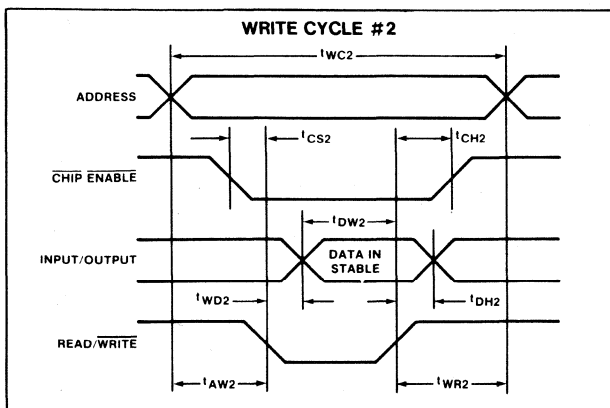 WRITE CYCLE #2
tWC2
ADDRESS
tCS2
tCH2
CHIP ENABLE
tDW2
INPUT/OUTPUT
DATA IN
STABLE
tWD2
tDH2
READ/WRITE
tAW2
tWR2